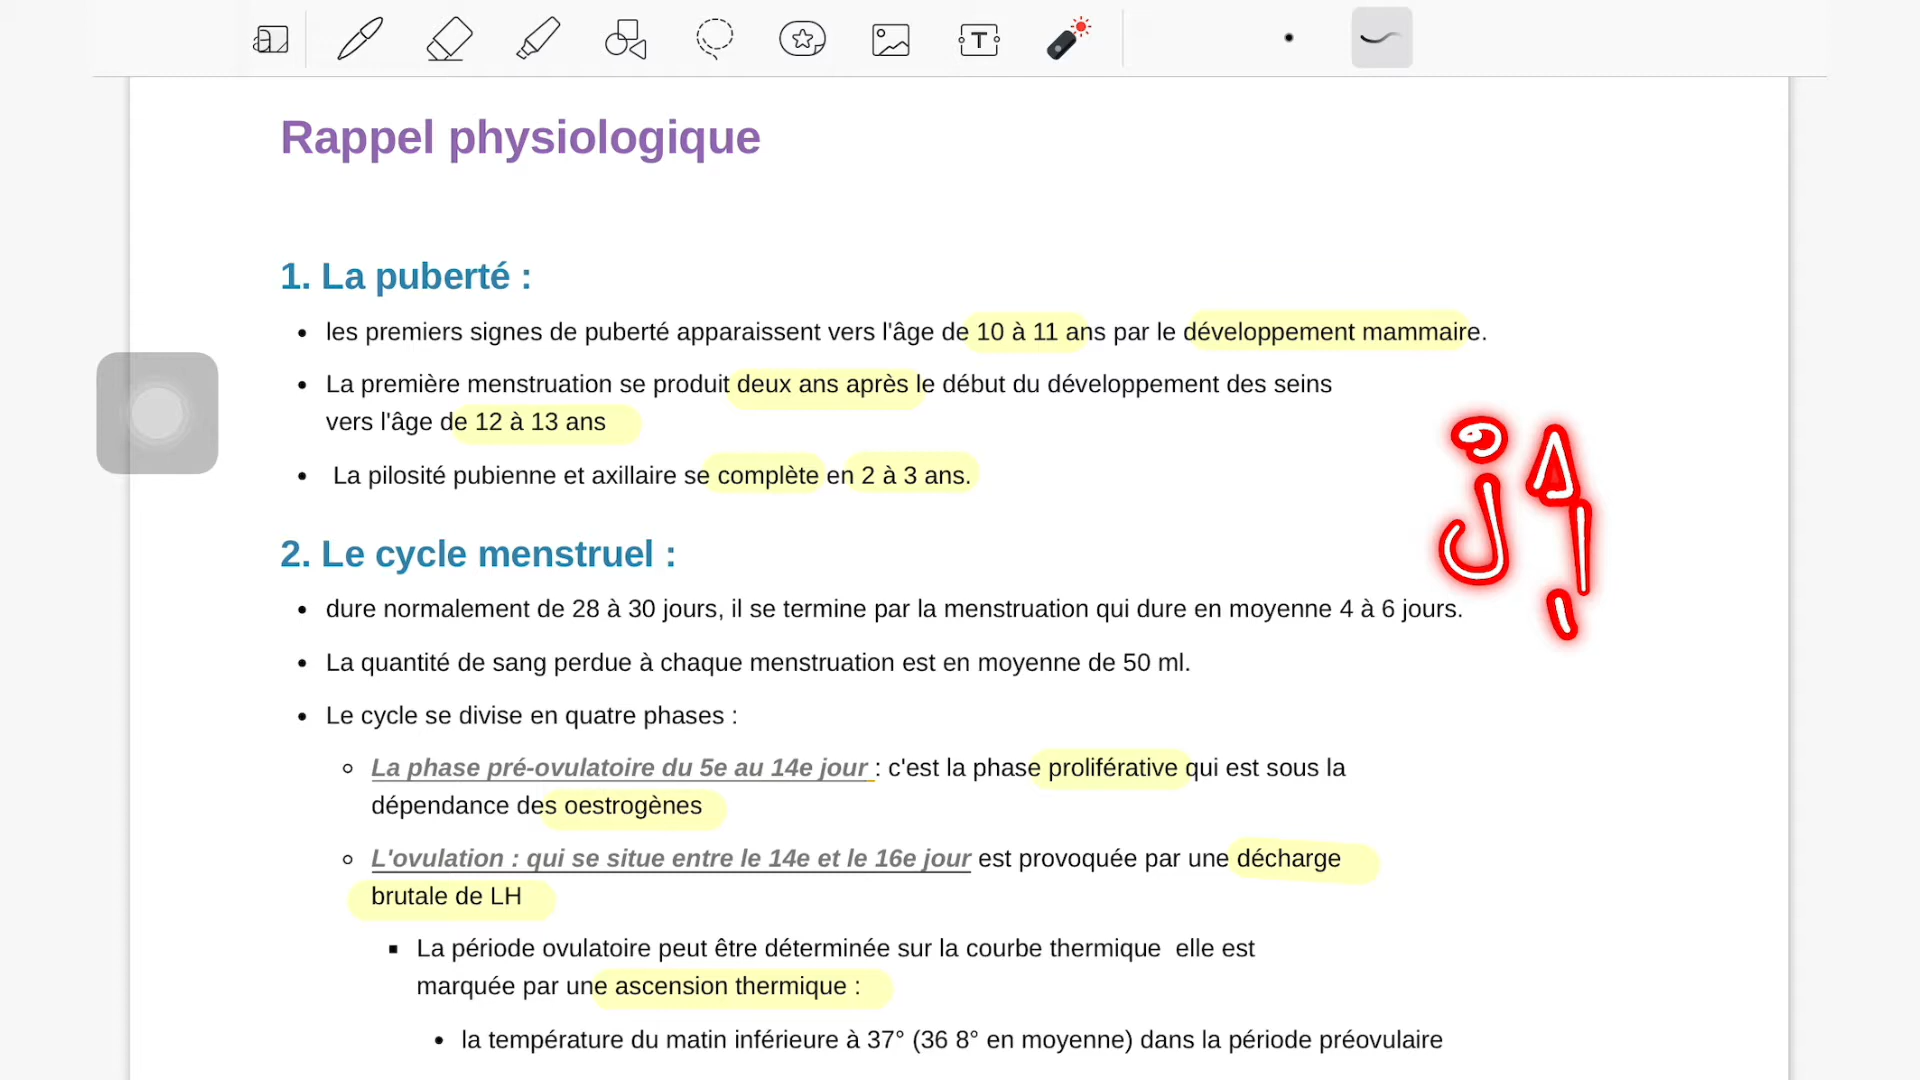 Rappel physiologique
1. La puberté :
• les premiers signes de puberté apparaissent vers l'âge de 10 à 11 ans par le développement mammaire.
• La première menstruation se produit deux ans après le début du développement des seins
vers l'âge de 12 à 13 ans
• La pilosité pubienne et axillaire se complète en 2 à 3 ans.
2. Le cycle menstruel :
• dure normalement de 28 à 30 jours, il se termine par la menstruation qui dure en moyenne 4 à 6 jours.
• La quantité de sang perdue à chaque menstruation est en moyenne de 50 ml.
• Le cycle se divise en quatre phases :
◦ La phase pré-ovulatoire du 5e au 14e jour : c'est la phase proliférative qui est sous la
dépendance des oestrogènes
◦ L'ovulation : qui se situe entre le 14e et le 16e jour est provoquée par une décharge
brutale de LH
▪ La période ovulatoire peut être déterminée sur la courbe thermique elle est
marquée par une ascension thermique :
• la température du matin inférieure à 37° (36 8° en moyenne) dans la période préovulaire